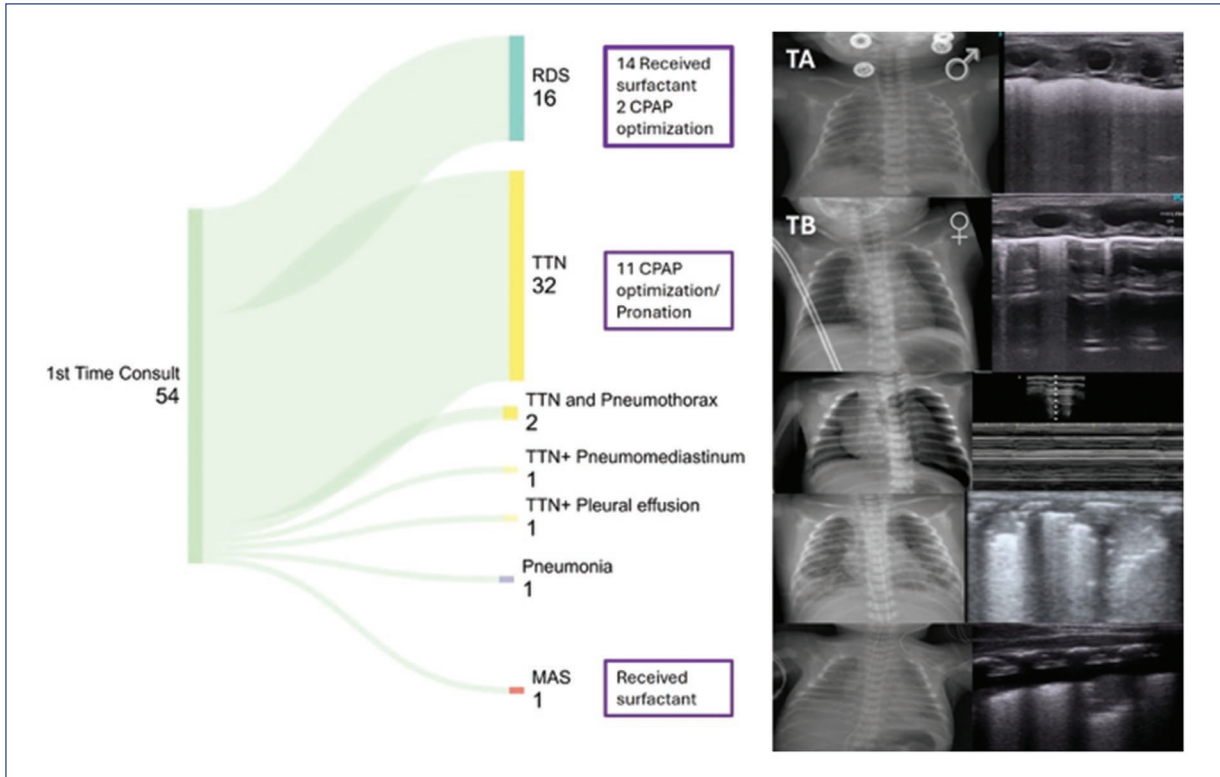 1st Time Consult
54
RDS
16
14 Received
surfactant
2 CPAP
optimization
TTN
32
11 CPAP
optimization/
Pronation
TTN and Pneumothorax
2
TTN+ Pneumomediastinum
1
TTN+ Pleural effusion
1
Pneumonia
1
MAS
1
Received
surfactant
TA
TB